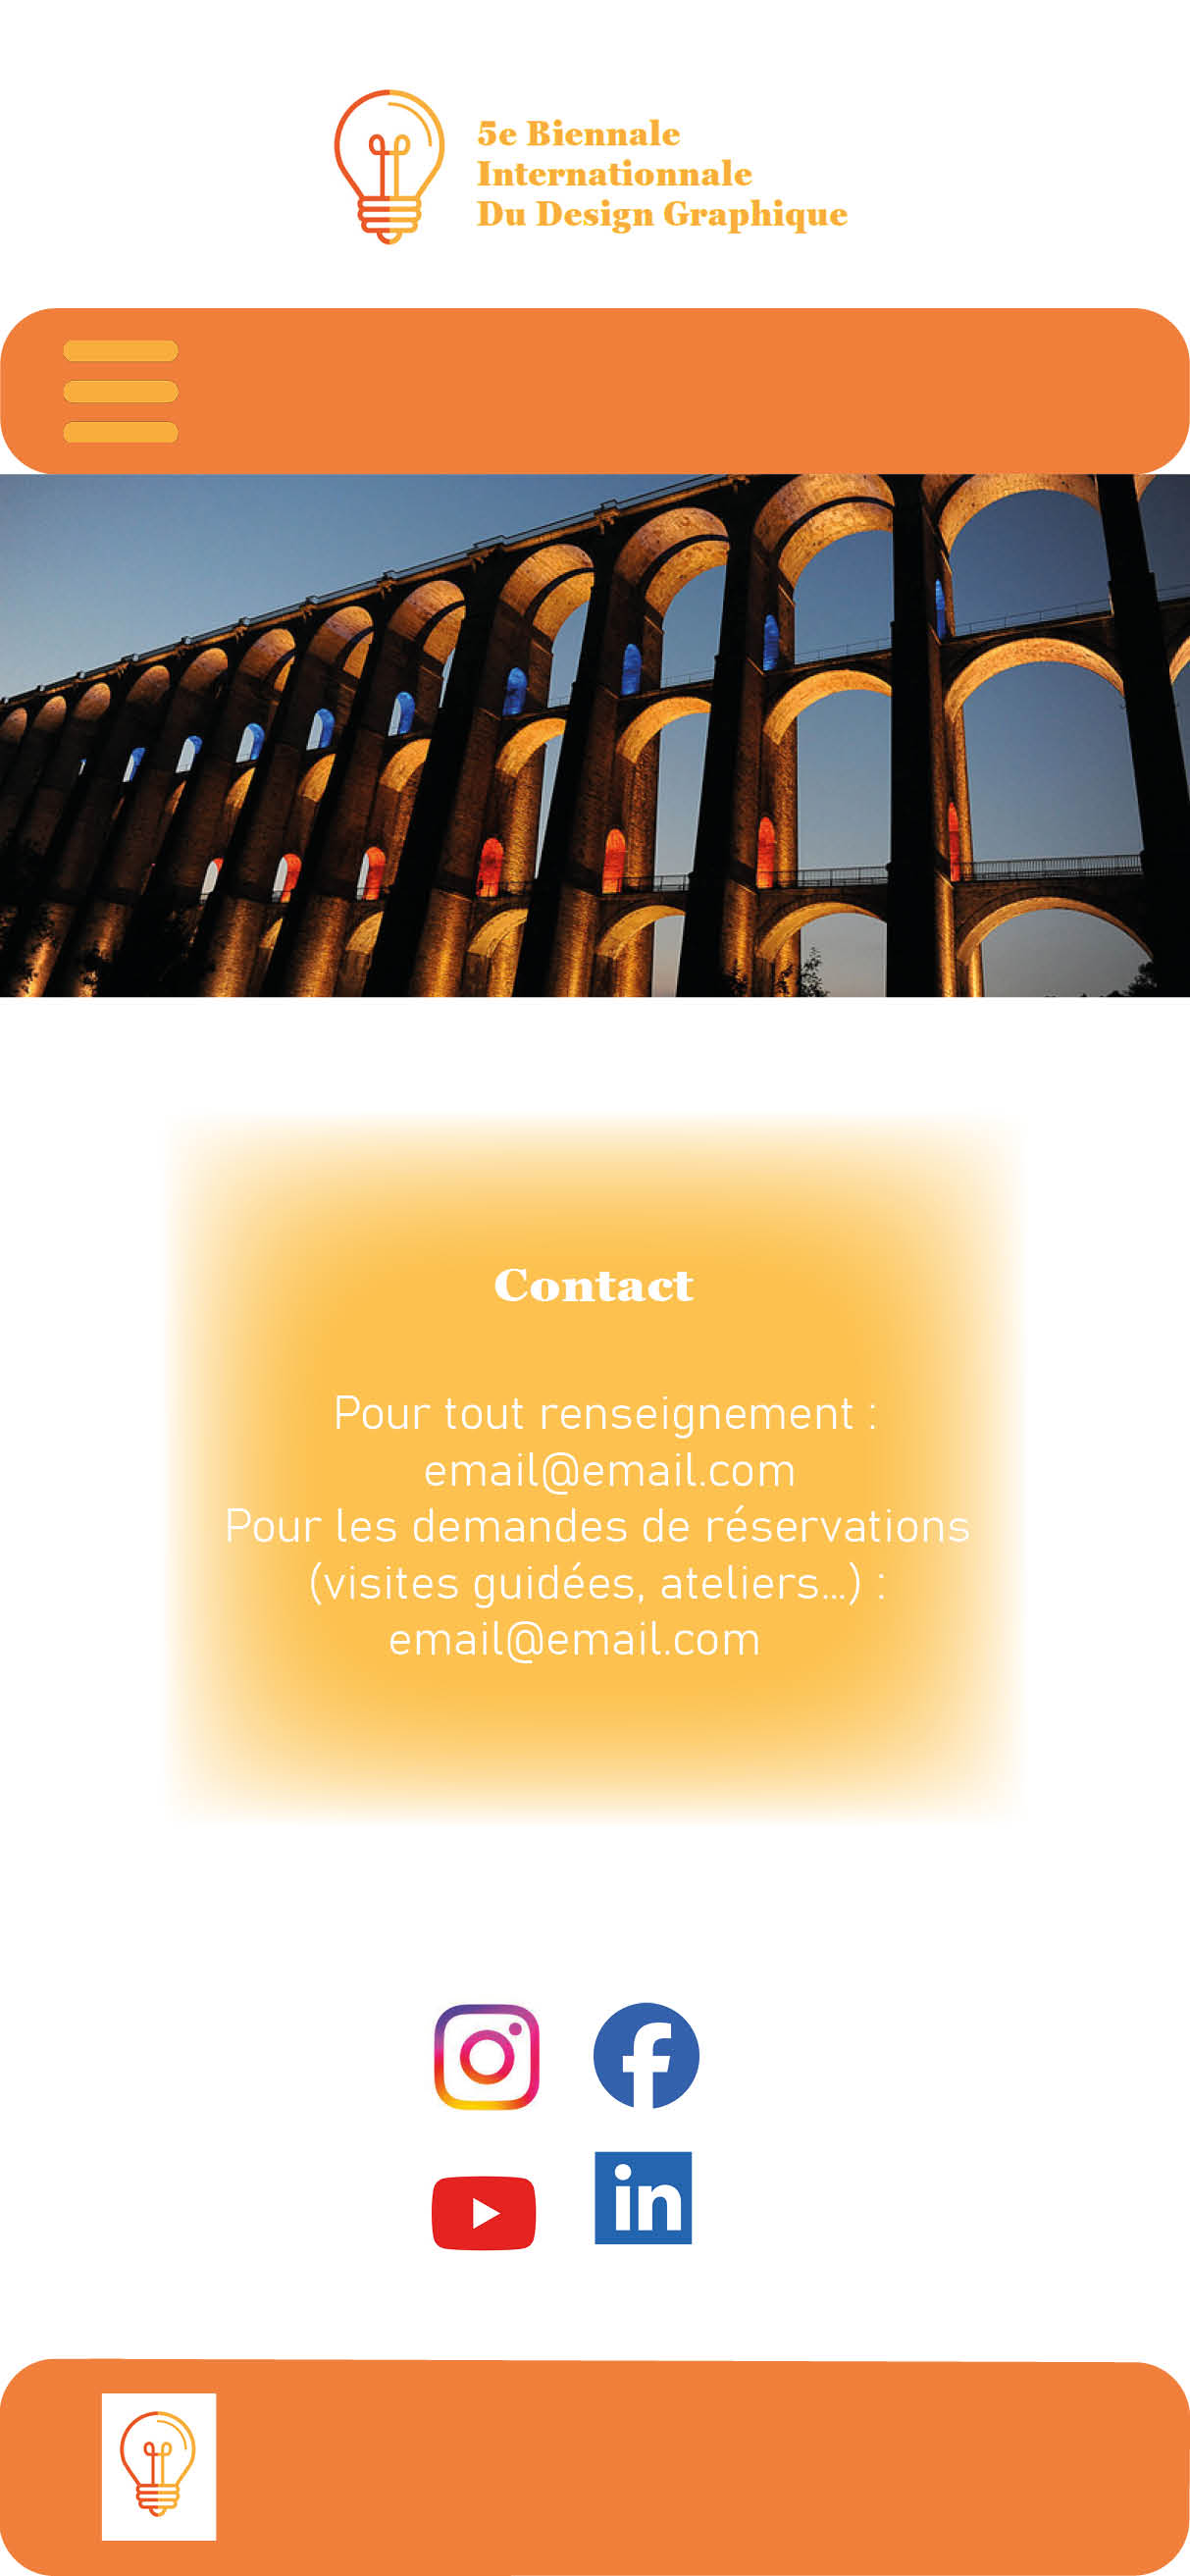 5e Biennale
Internationnale
Du Design Graphique
Contact
Pour tout renseignement :
email@email.com
Pour les demandes de réservations
(visites guidées, ateliers...) :
email@email.com
in